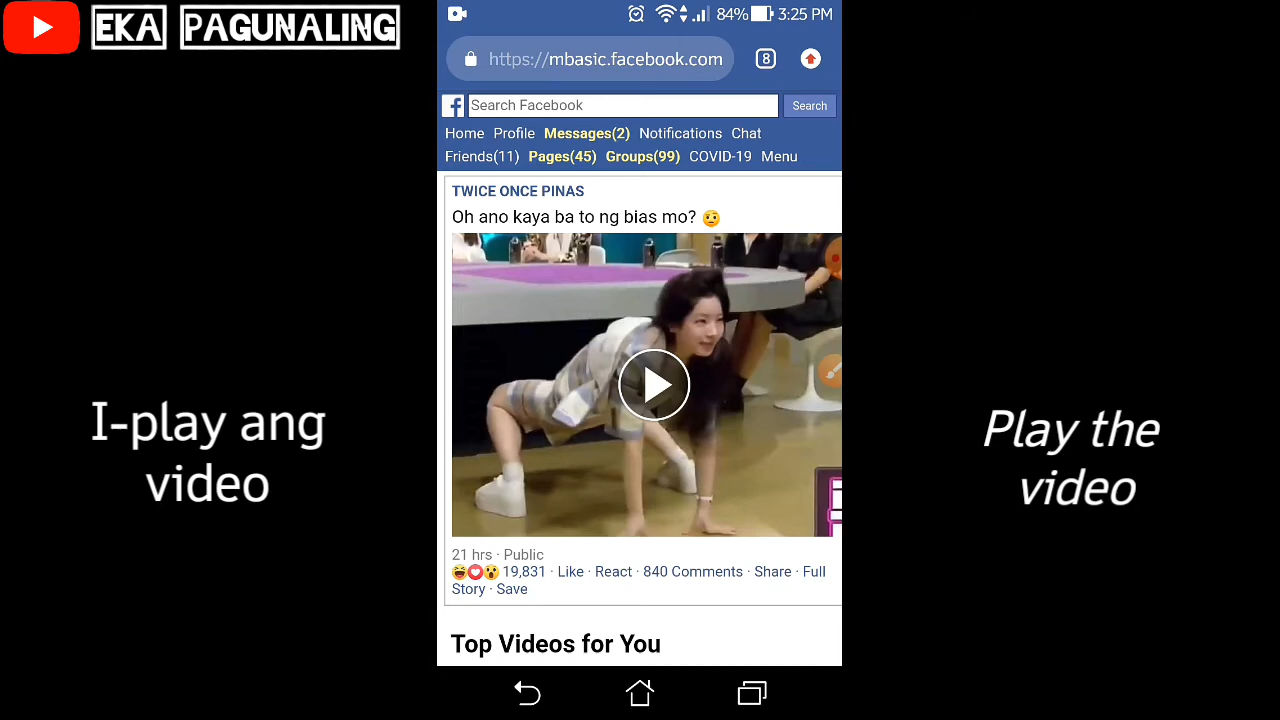 EKA PAGUNALING
84% 3:25 PM
https://mbasic.facebook.com 8
f Search Facebook Search
Home Profile Messages(2) Notifications Chat
Friends(11) Pages(45) Groups(99) COVID-19 Menu
TWICE ONCE PINAS
Oh ano kaya ba to ng bias mo?
I-play ang
video
Play the
video
21 hrs · Public
19,831 · Like · React · 840 Comments · Share · Full
Story · Save
Top Videos for You